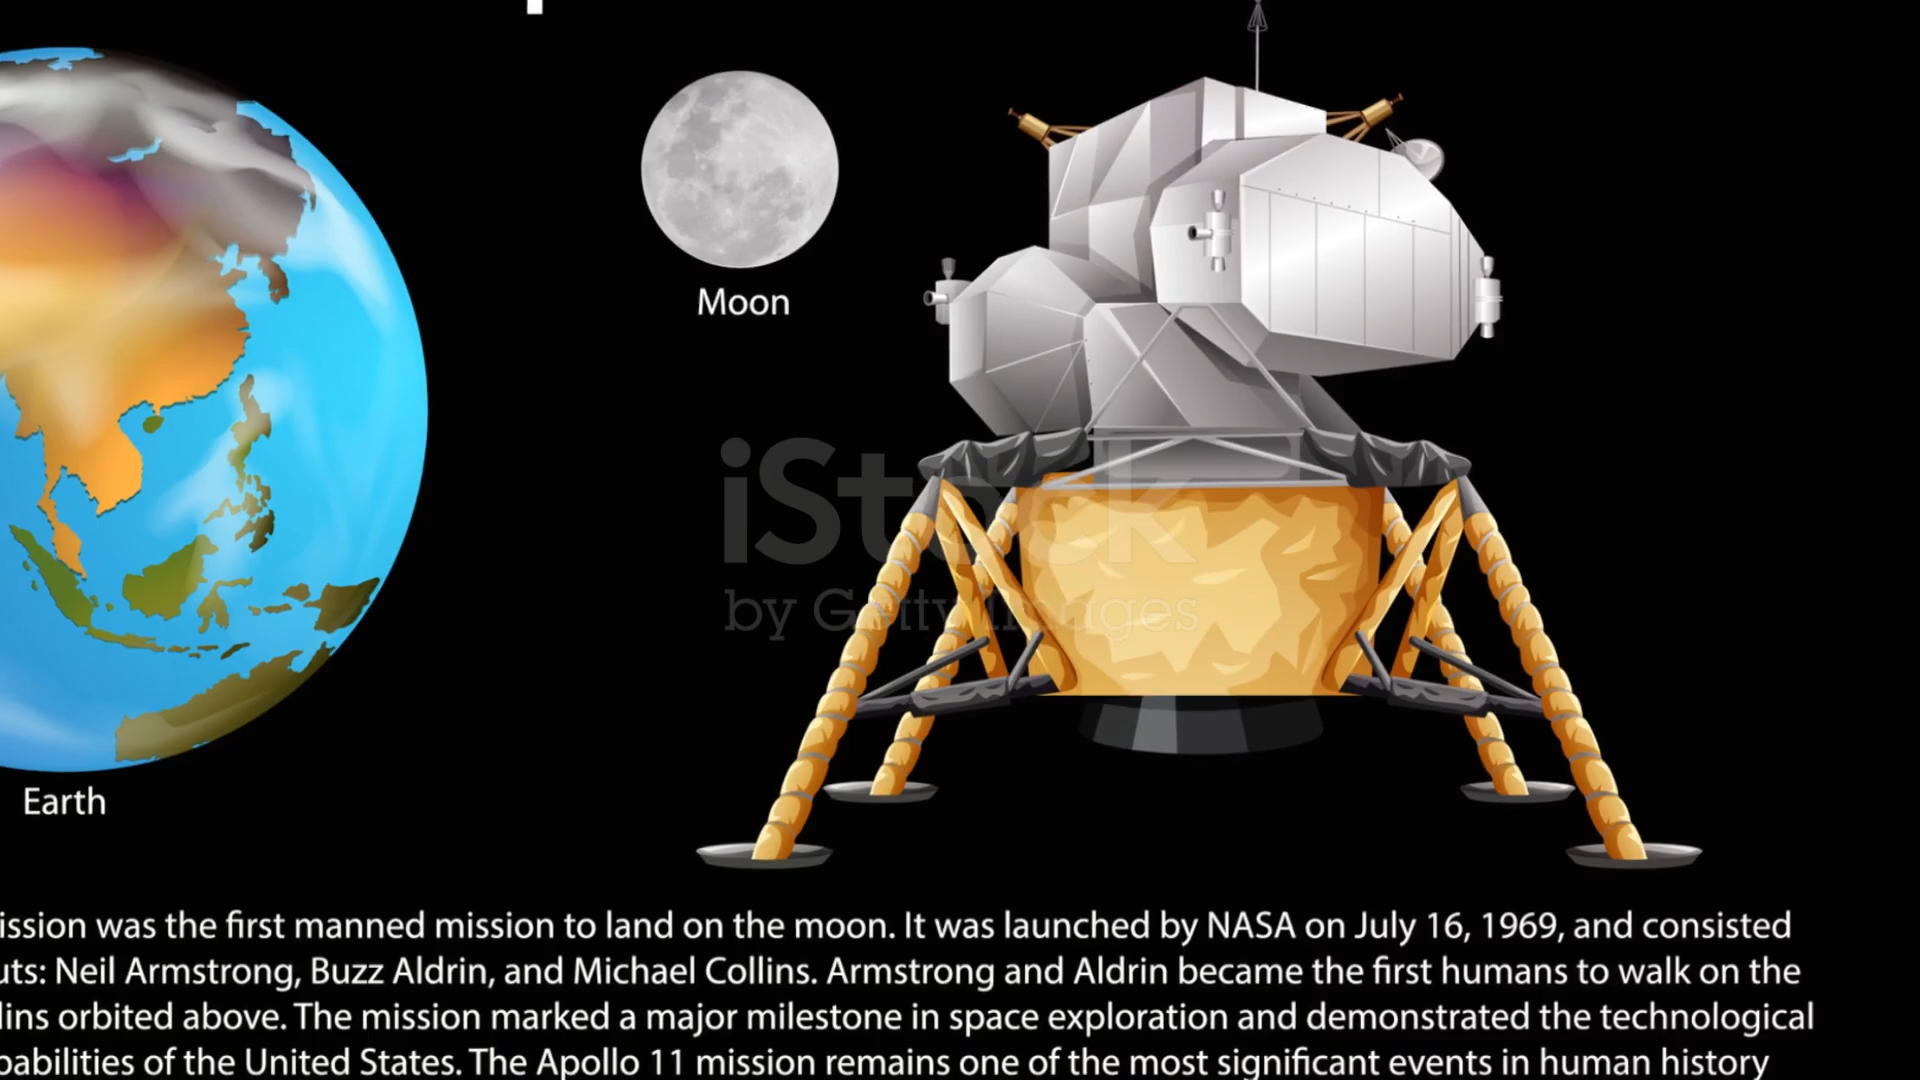 Moon
iStock
by Getty Images
Earth
ission was the first manned mission to land on the moon. It was launched by NASA on July 16, 1969, and consisted
uts: Neil Armstrong, Buzz Aldrin, and Michael Collins. Armstrong and Aldrin became the first humans to walk on the
lins orbited above. The mission marked a major milestone in space exploration and demonstrated the technological
pabilities of the United States. The Apollo 11 mission remains one of the most significant events in human history